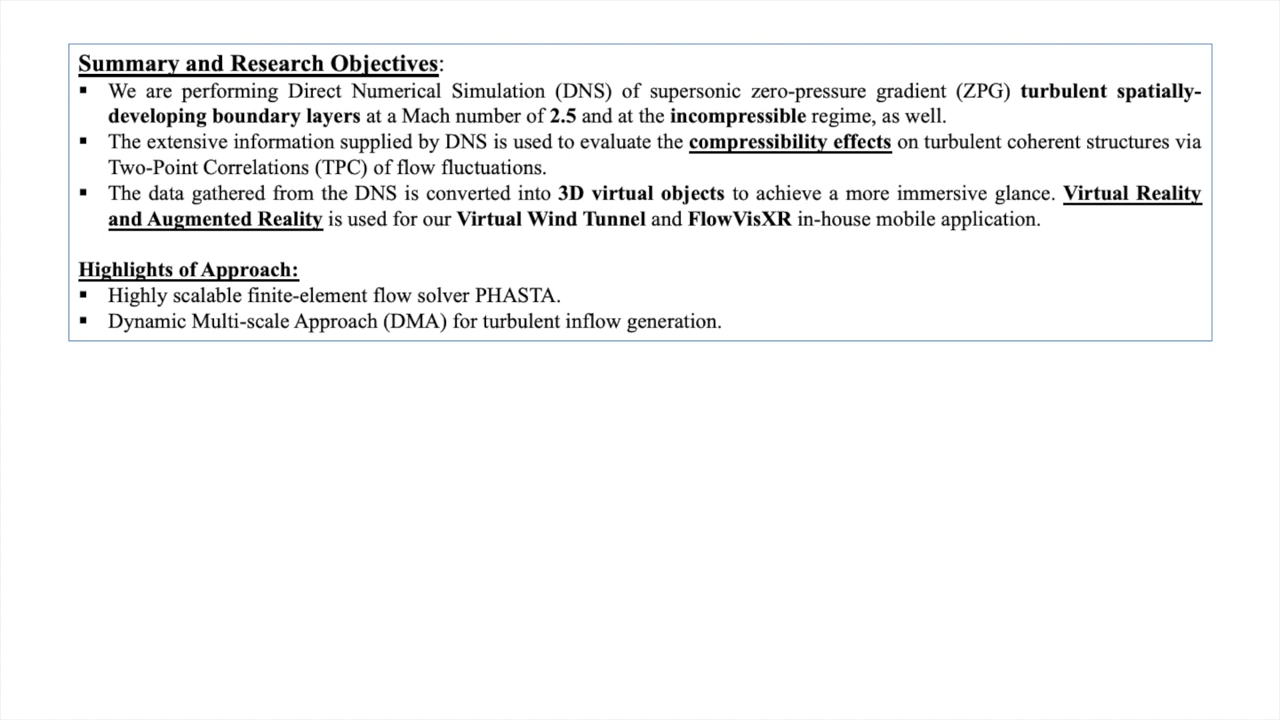 Summary and Research Objectives:
▪ We are performing Direct Numerical Simulation (DNS) of supersonic zero-pressure gradient (ZPG) turbulent spatially-
developing boundary layers at a Mach number of 2.5 and at the incompressible regime, as well.
▪ The extensive information supplied by DNS is used to evaluate the compressibility effects on turbulent coherent structures via
Two-Point Correlations (TPC) of flow fluctuations.
▪ The data gathered from the DNS is converted into 3D virtual objects to achieve a more immersive glance. Virtual Reality
and Augmented Reality is used for our Virtual Wind Tunnel and FlowVisXR in-house mobile application.
Highlights of Approach:
▪ Highly scalable finite-element flow solver PHASTA.
▪ Dynamic Multi-scale Approach (DMA) for turbulent inflow generation.